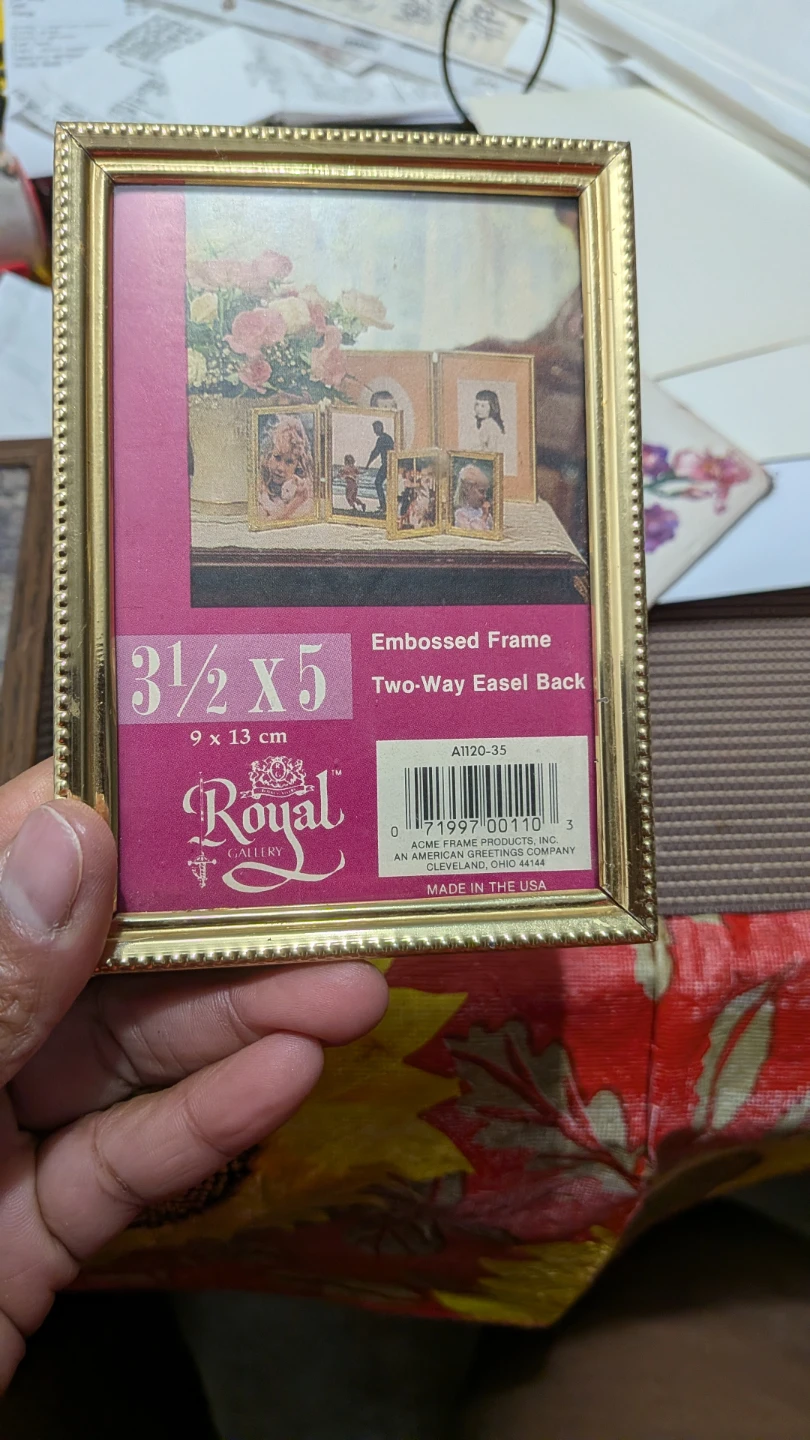 3½ X 5
9 x 13 cm
Royal™
GALLERY
Embossed Frame
Two-Way Easel Back
A1120-35
0 71997 00110 3
ACME FRAME PRODUCTS, INC.
AN AMERICAN GREETINGS COMPANY
CLEVELAND, OHIO 44144
MADE IN THE USA